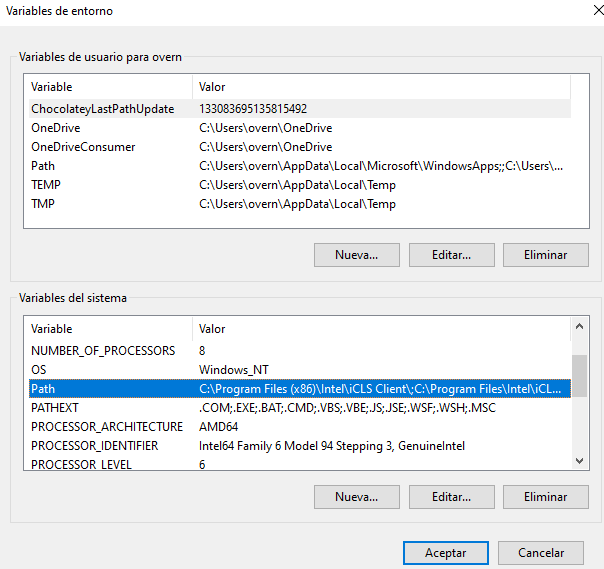 Variables de entorno
Variables de usuario para overn
Variable Valor
ChocolateyLastPathUpdate 133083695135815492
OneDrive C:\Users\overn\OneDrive
OneDriveConsumer C:\Users\overn\OneDrive
Path C:\Users\overn\AppData\Local\Microsoft\WindowsApps;;C:\Users\...
TEMP C:\Users\overn\AppData\Local\Temp
TMP C:\Users\overn\AppData\Local\Temp
Nueva... Editar... Eliminar
Variables del sistema
Variable Valor
NUMBER_OF_PROCESSORS 8
OS Windows_NT
Path C:\Program Files (x86)\Intel\iCLS Client\;C:\Program Files\Intel\iCL...
PATHEXT .COM;.EXE;.BAT;.CMD;.VBS;.VBE;.JS;.JSE;.WSF;.WSH;.MSC
PROCESSOR_ARCHITECTURE AMD64
PROCESSOR_IDENTIFIER Intel64 Family 6 Model 94 Stepping 3, GenuineIntel
PROCESSOR_LEVEL 6
Nueva... Editar... Eliminar
Aceptar Cancelar